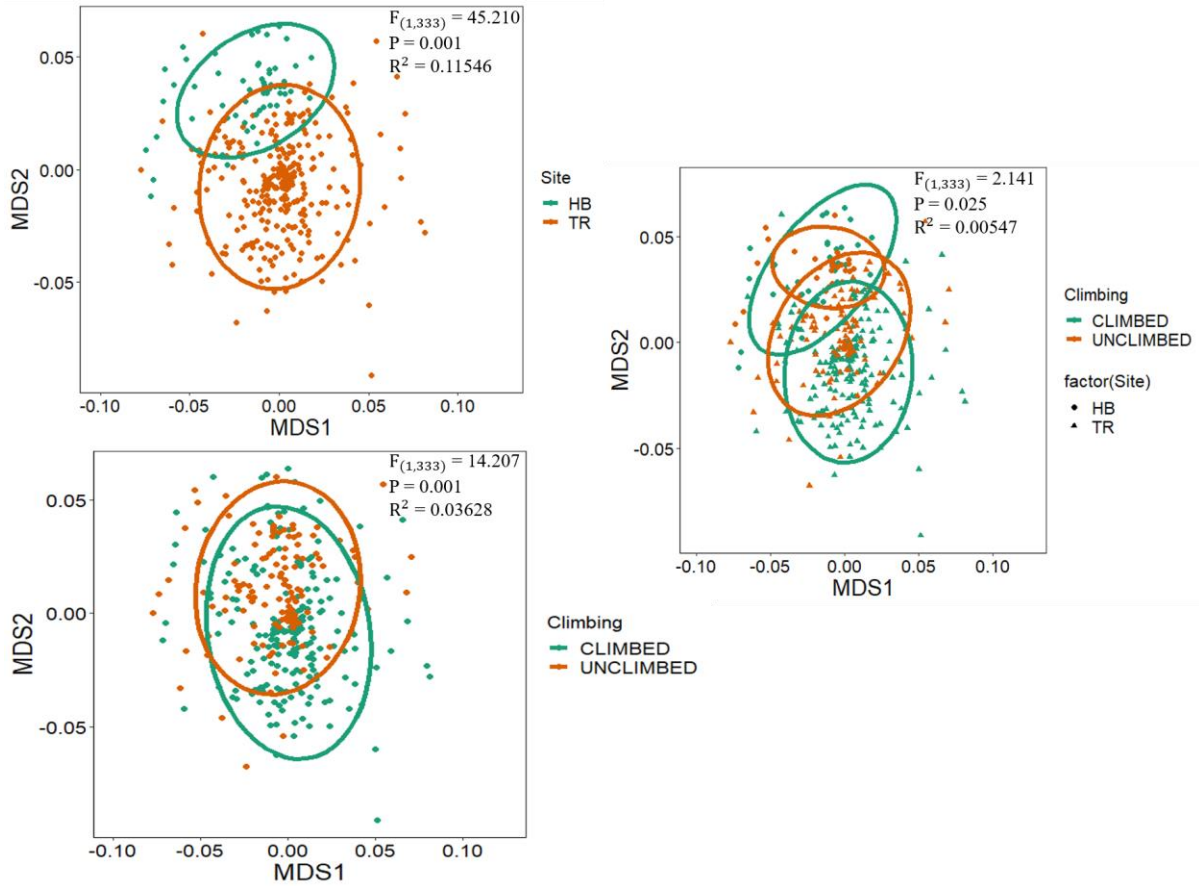 F(1,333) = 45.210
P = 0.001
R² = 0.11546
0.05
0.00
-0.05
MDS2
-0.10 -0.05 0.00 0.05 0.10
MDS1
Site
HB
TR
F(1,333) = 14.207
P = 0.001
R² = 0.03628
0.05
0.00
-0.05
MDS2
-0.10 -0.05 0.00 0.05 0.10
MDS1
Climbing
CLIMBED
UNCLIMBED
F(1,333) = 2.141
P = 0.025
R² = 0.00547
0.05
0.00
-0.05
MDS2
-0.10 -0.05 0.00 0.05 0.10
MDS1
Climbing
CLIMBED
UNCLIMBED
factor(Site)
HB
TR